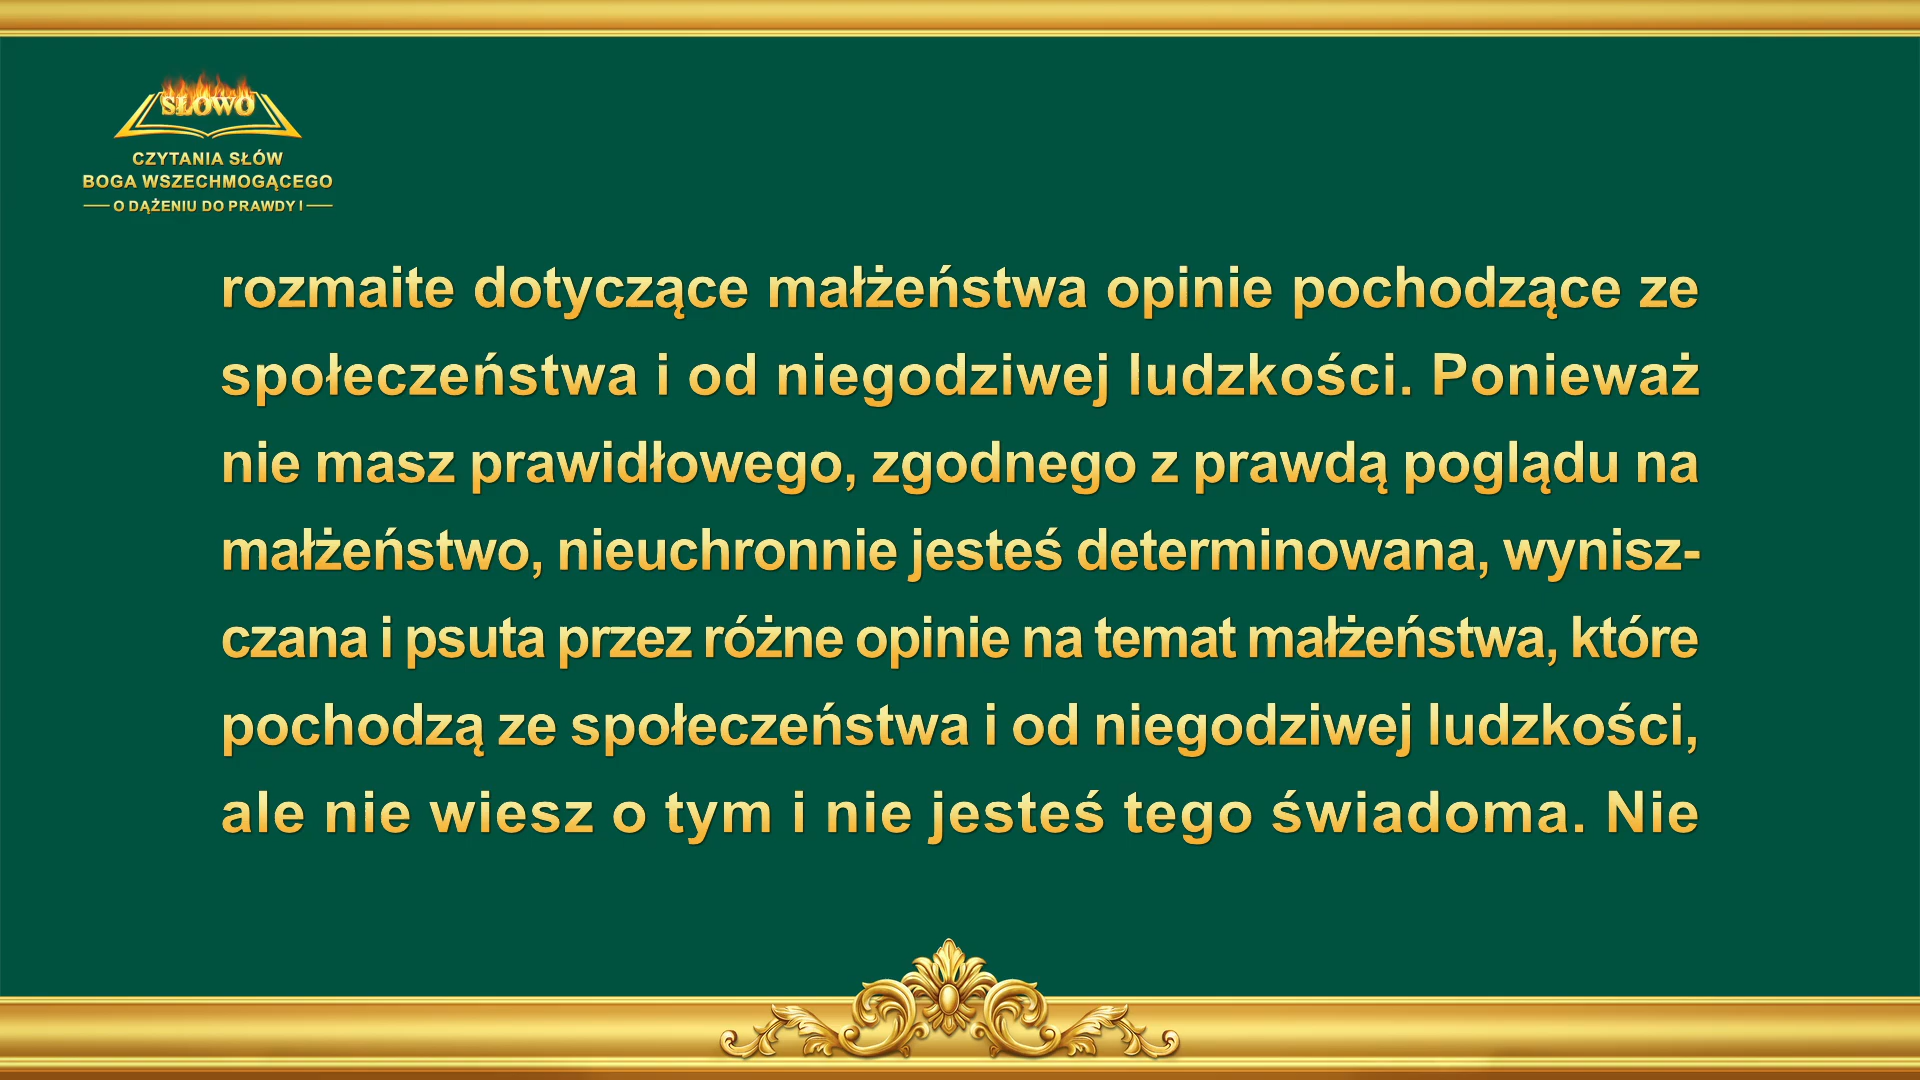 SŁOWO
CZYTANIA SŁÓW
BOGA WSZECHMOGĄCEGO
O DĄŻENIU DO PRAWDY I
rozmaite dotyczące małżeństwa opinie pochodzące ze
społeczeństwa i od niegodziwej ludzkości. Ponieważ
nie masz prawidłowego, zgodnego z prawdą poglądu na
małżeństwo, nieuchronnie jesteś determinowana, wynisz-
czana i psuta przez różne opinie na temat małżeństwa, które
pochodzą ze społeczeństwa i od niegodziwej ludzkości,
ale nie wiesz o tym i nie jesteś tego świadoma. Nie